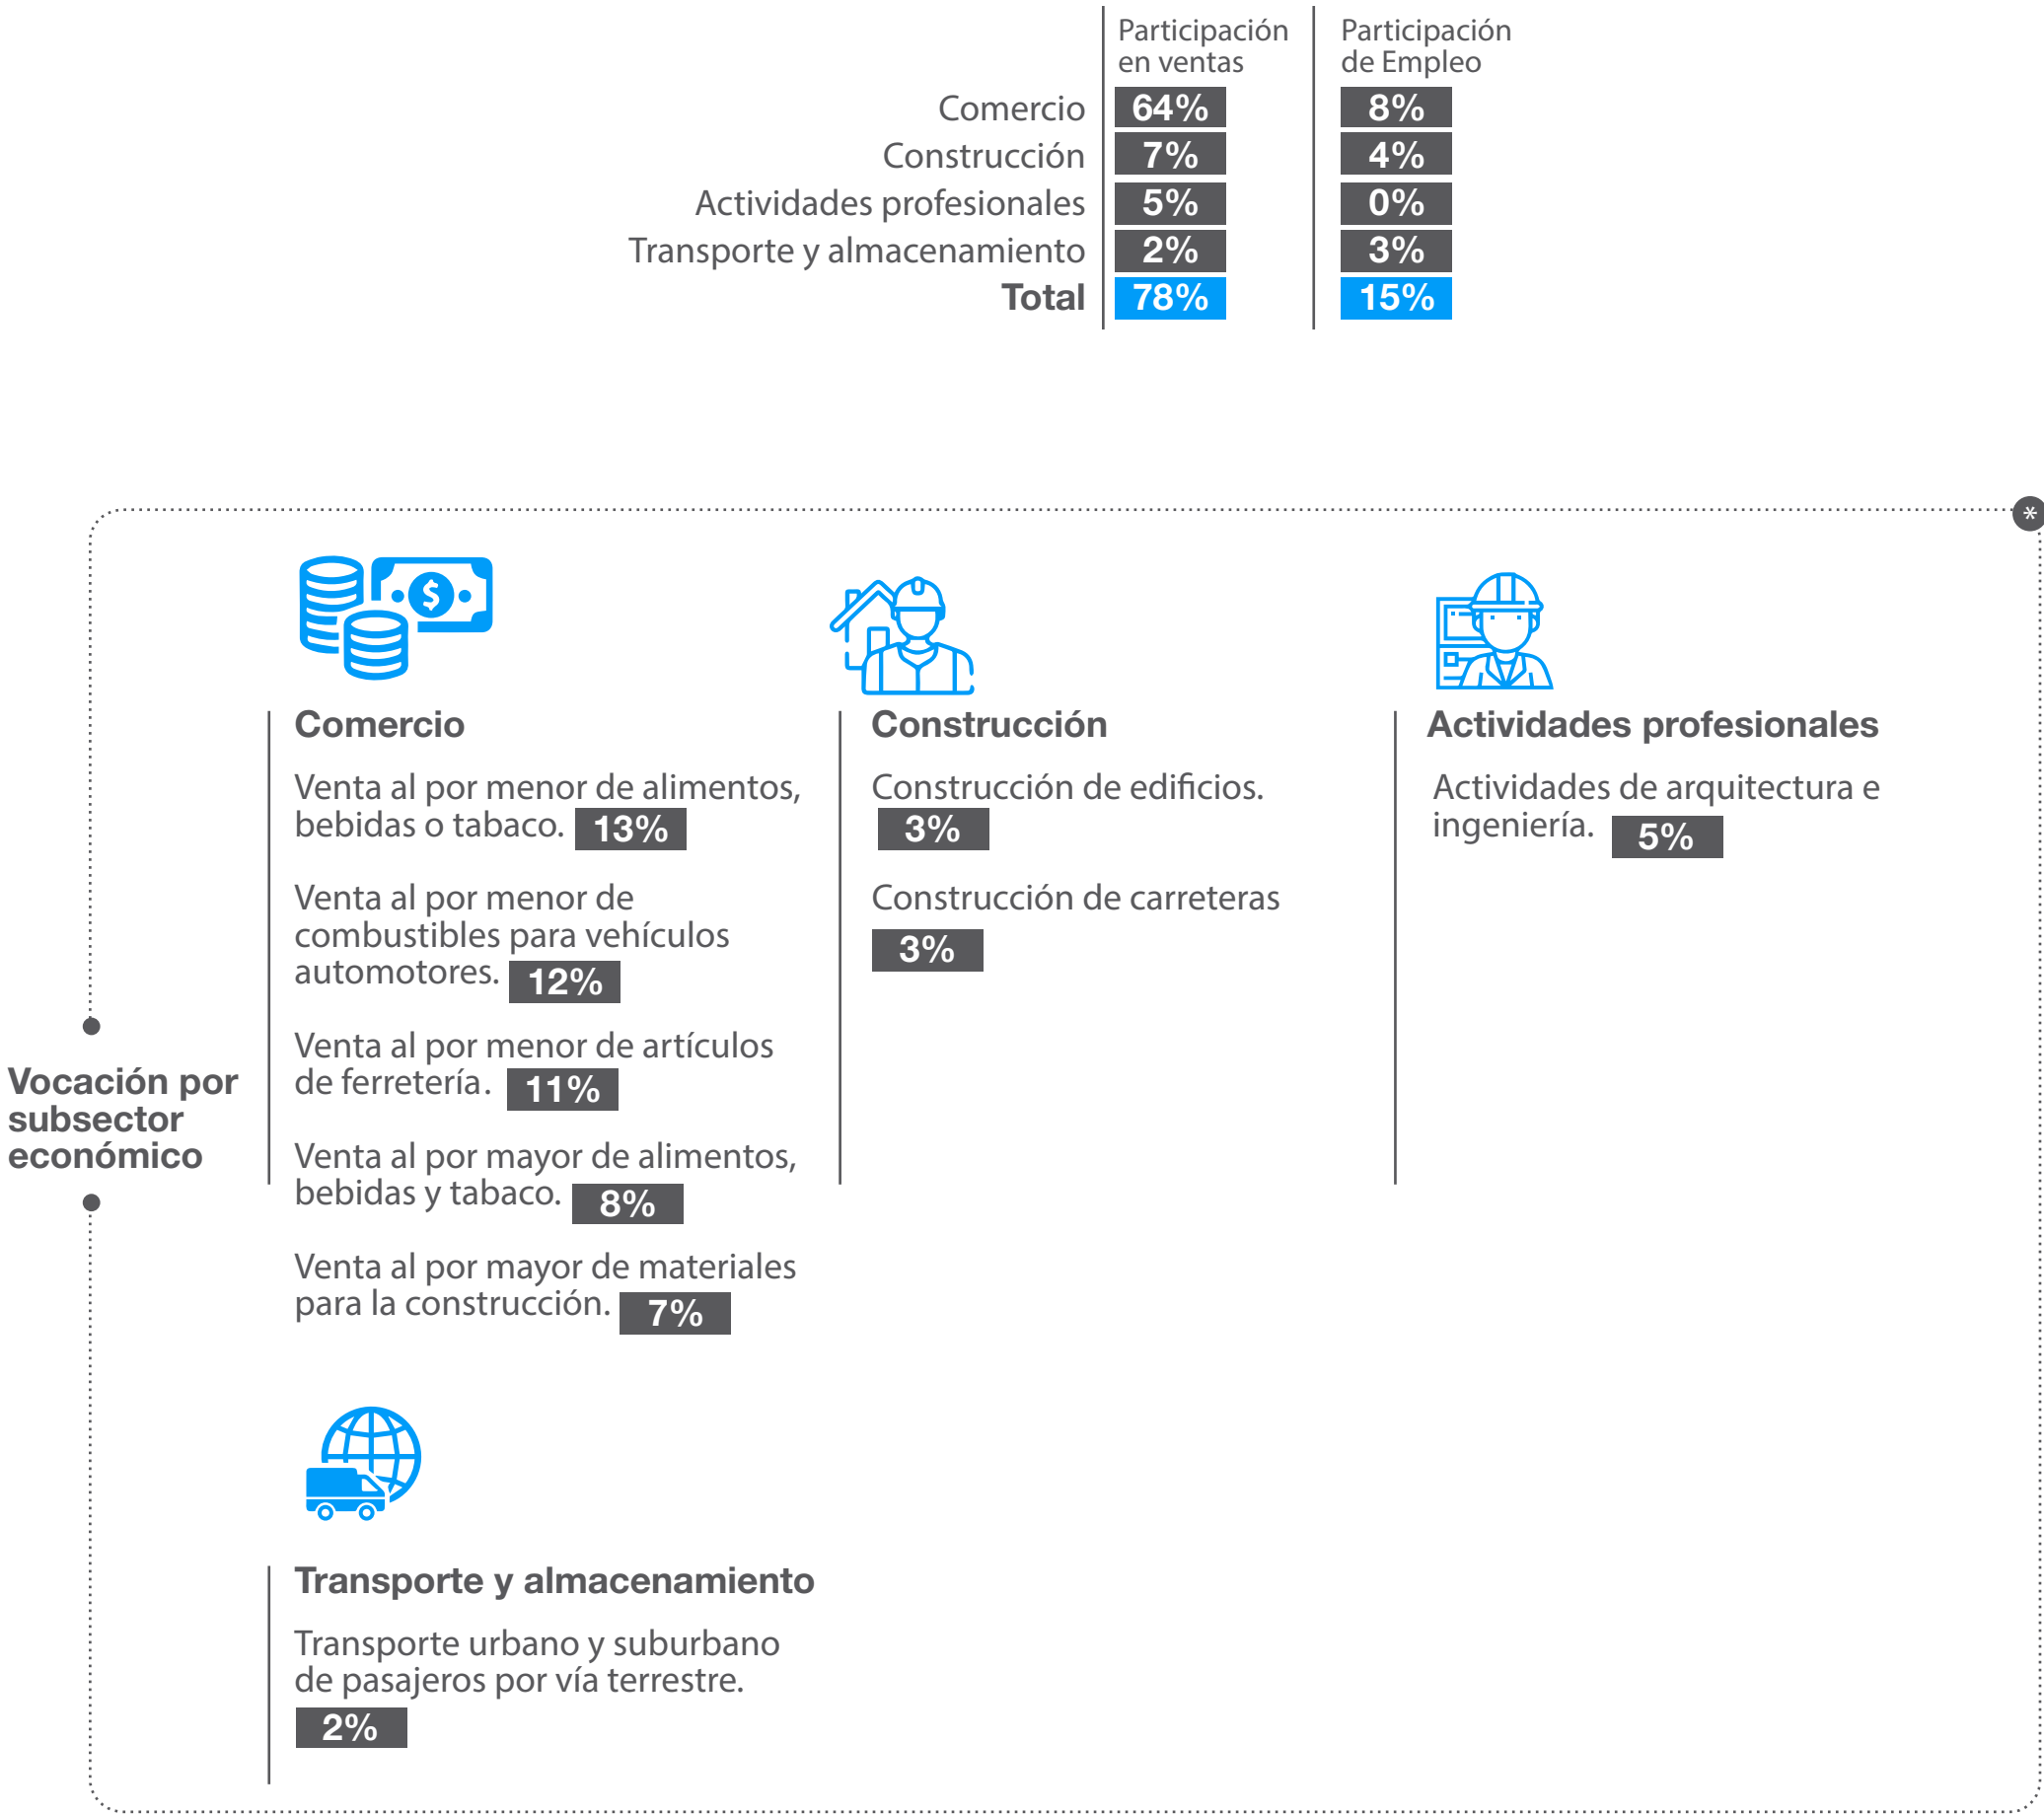 Participación
en ventas
Participación
de Empleo
Comercio 64% 8%
Construcción 7% 4%
Actividades profesionales 5% 0%
Transporte y almacenamiento 2% 3%
Total 78% 15%
*
Vocación por
subsector
económico
$
Comercio
Venta al por menor de alimentos,
bebidas o tabaco. 13%
Venta al por menor de
combustibles para vehículos
automotores. 12%
Venta al por menor de artículos
de ferretería. 11%
Venta al por mayor de alimentos,
bebidas y tabaco. 8%
Venta al por mayor de materiales
para la construcción. 7%
Construcción
Construcción de edificios.
3%
Construcción de carreteras
3%
Actividades profesionales
Actividades de arquitectura e
ingeniería. 5%
Transporte y almacenamiento
Transporte urbano y suburbano
de pasajeros por vía terrestre.
2%